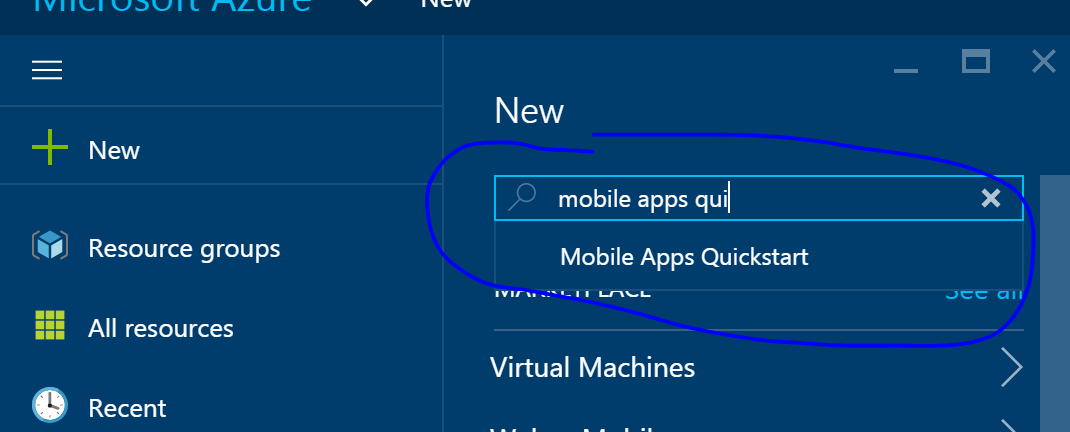 Microsoft Azure
New
New
New
mobile apps qui
Mobile Apps Quickstart
MARKETPLACE
See all
Resource groups
All resources
Virtual Machines
Recent